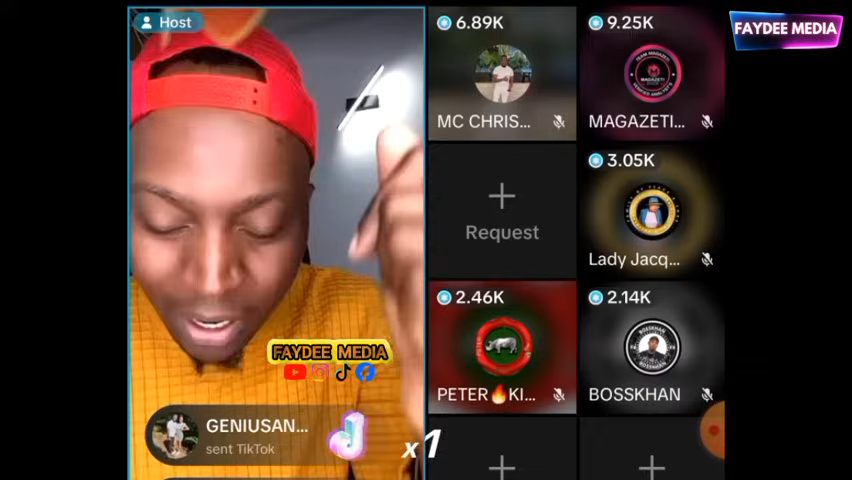 Host
6.89K
MC CHRIS...
9.25K
MAGAZETI...
FAYDEE MEDIA
Request
3.05K
Lady Jacq...
2.46K
PETER🔥KI...
2.14K
BOSSKHAN
FAYDEE MEDIA
GENIUSAN...
sent TikTok
x1